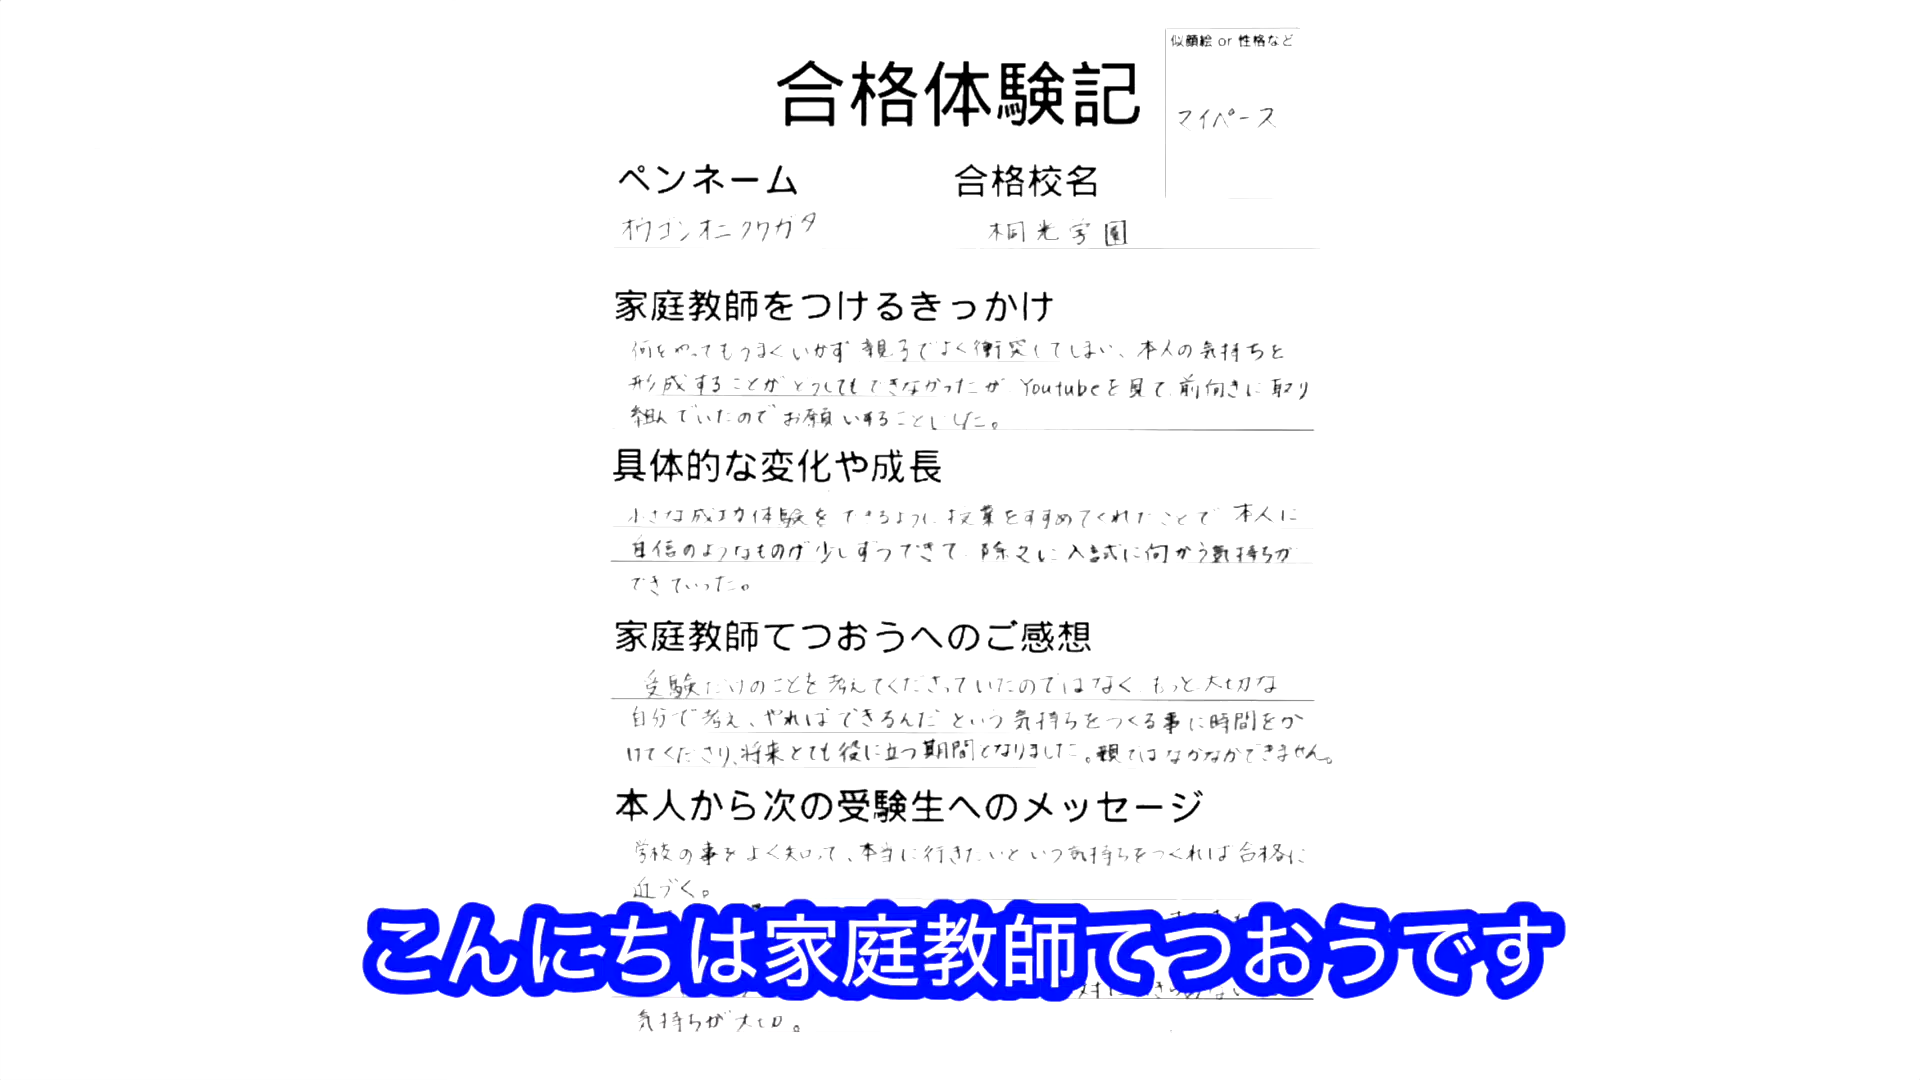 似顔絵 or 性格など
合格体験記
マイペース
ペンネーム
合格校名
オウゴンオニクワガタ
桐光学園
家庭教師をつけるきっかけ
何をやってもうまくいかず 親子でよく衝突してしまい、本人の気持ちを
形成することがどうしてもできなかったが Youtubeを見て 前向きに取り
組んでいたので お願いすることにした。
具体的な変化や成長
小さな成功体験を できるように 授業をすすめてくれたことで 本人に
自信のようなものが 少しずつできて 徐々に 入試に向かう気持ちが
できていった。
家庭教師てつおうへのご感想
受験だけのことを考えてくださっていたのではなく、もっと大切な
自分で考え、やればできるんだ という気持ちをつくる事に時間をか
けてくださり、将来とても役に立つ期間となりました。親ではなかなかできません。
本人から次の受験生へのメッセージ
学校の事をよく知って、本当に行きたいという気持ちをつくれば合格に
近づく。
こんにちは家庭教師てつおうです
気持ちが大切。